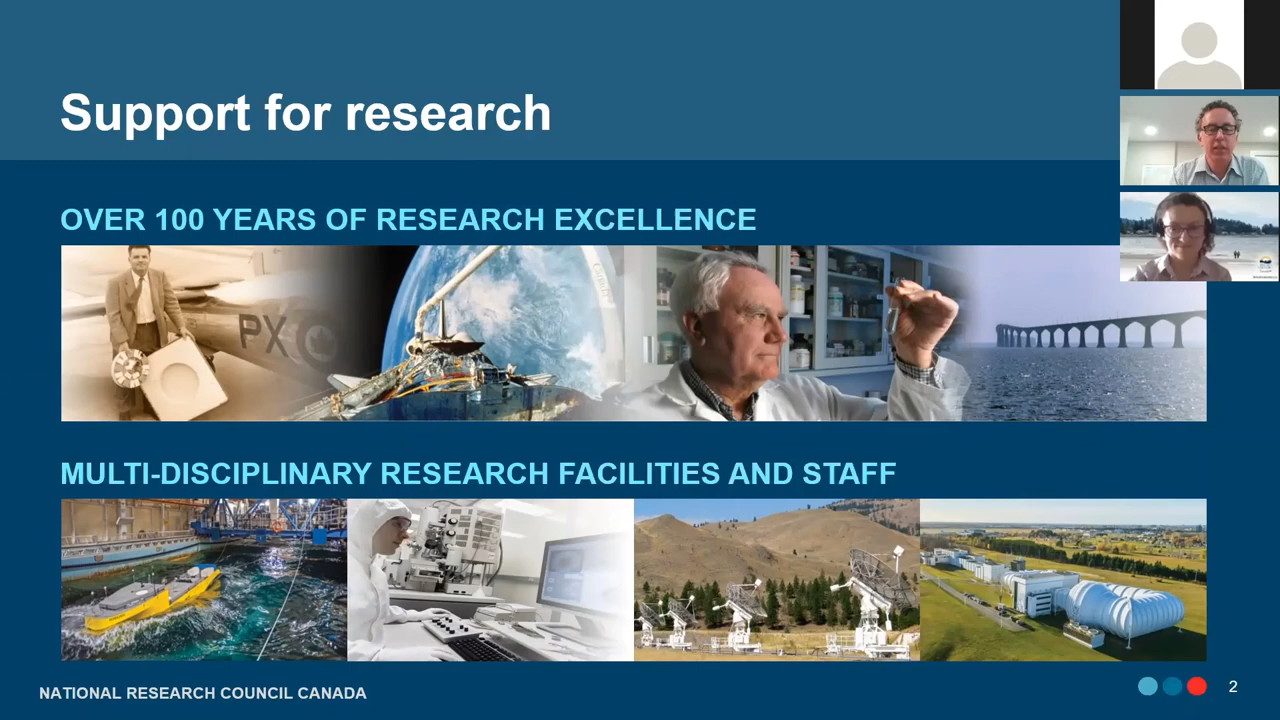 Support for research
OVER 100 YEARS OF RESEARCH EXCELLENCE
PX
MULTI-DISCIPLINARY RESEARCH FACILITIES AND STAFF
NATIONAL RESEARCH COUNCIL CANADA
2